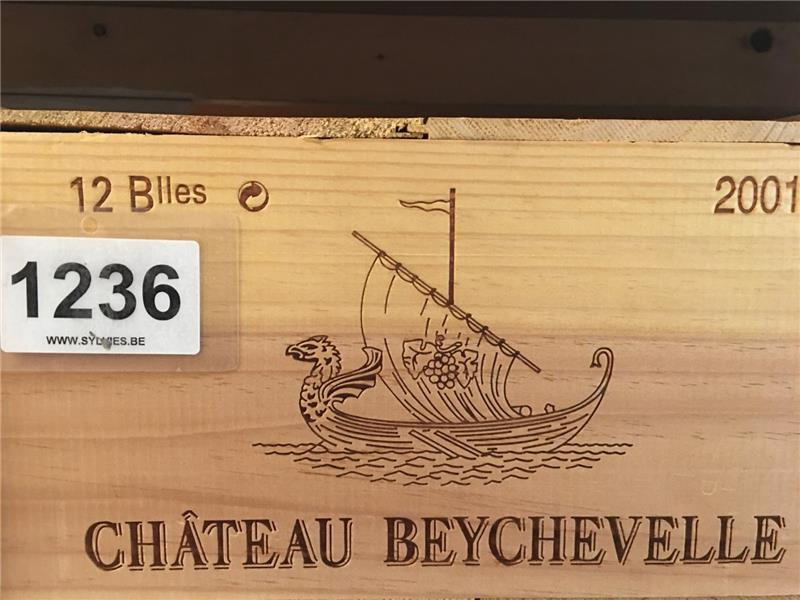 12 Blles
2001
1236
WWW.SYLVIES.BE
CHÂTEAU BEYCHEVELLE